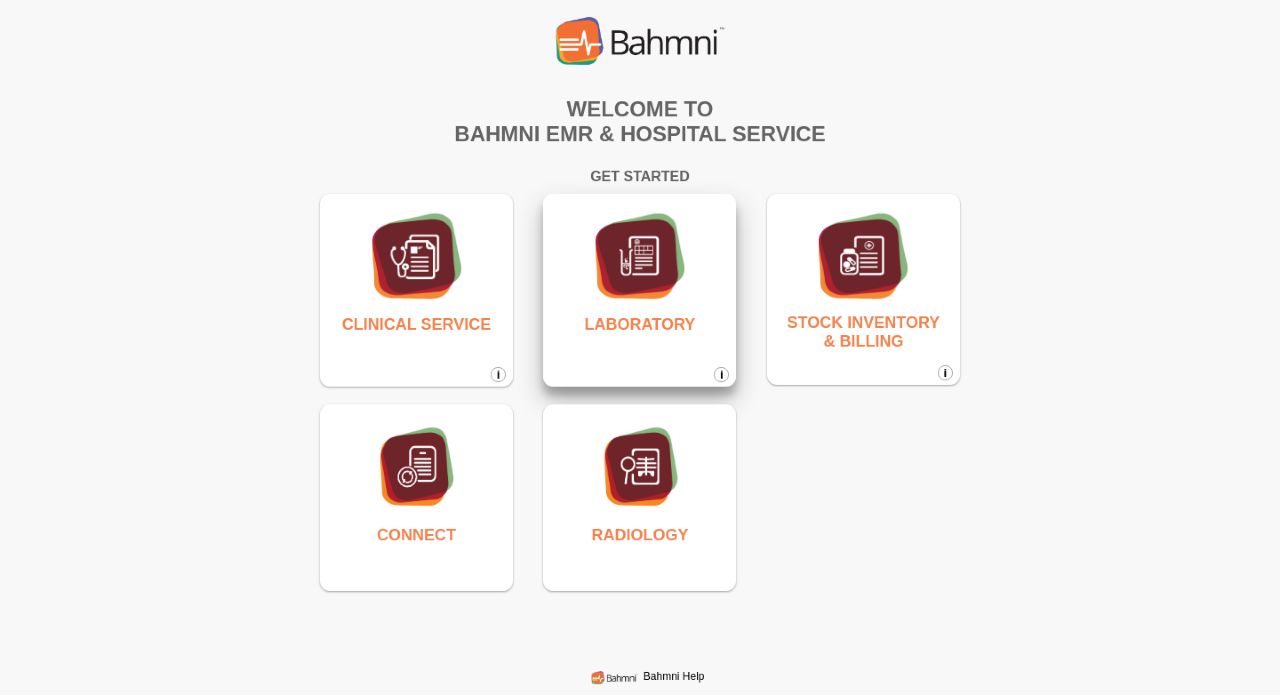 Bahmni™
WELCOME TO
BAHMNI EMR & HOSPITAL SERVICE
GET STARTED
CLINICAL SERVICE
i
LABORATORY
i
STOCK INVENTORY
& BILLING
i
CONNECT
RADIOLOGY
Bahmni Bahmni Help